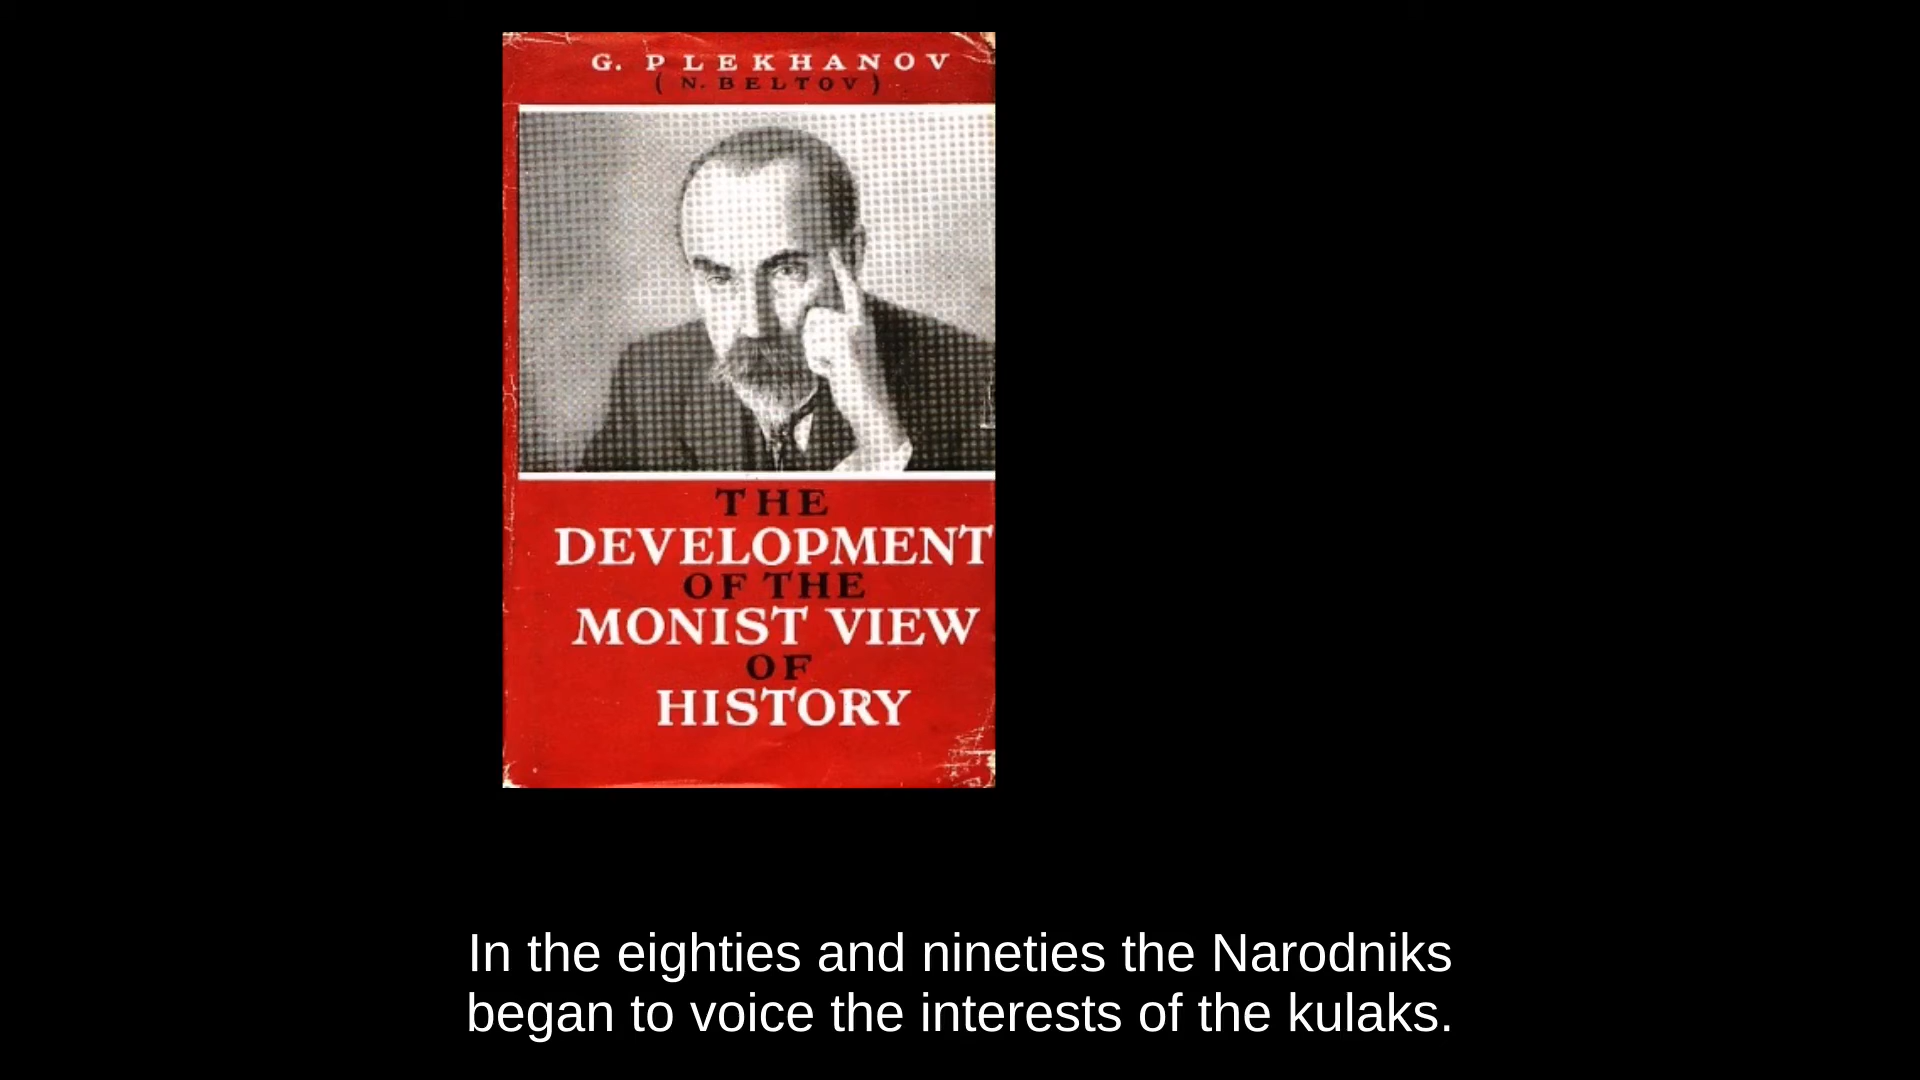 G. PLEKHANOV
( N. BELTOV )
THE
DEVELOPMENT
OF THE
MONIST VIEW
OF
HISTORY
In the eighties and nineties the Narodniks
began to voice the interests of the kulaks.